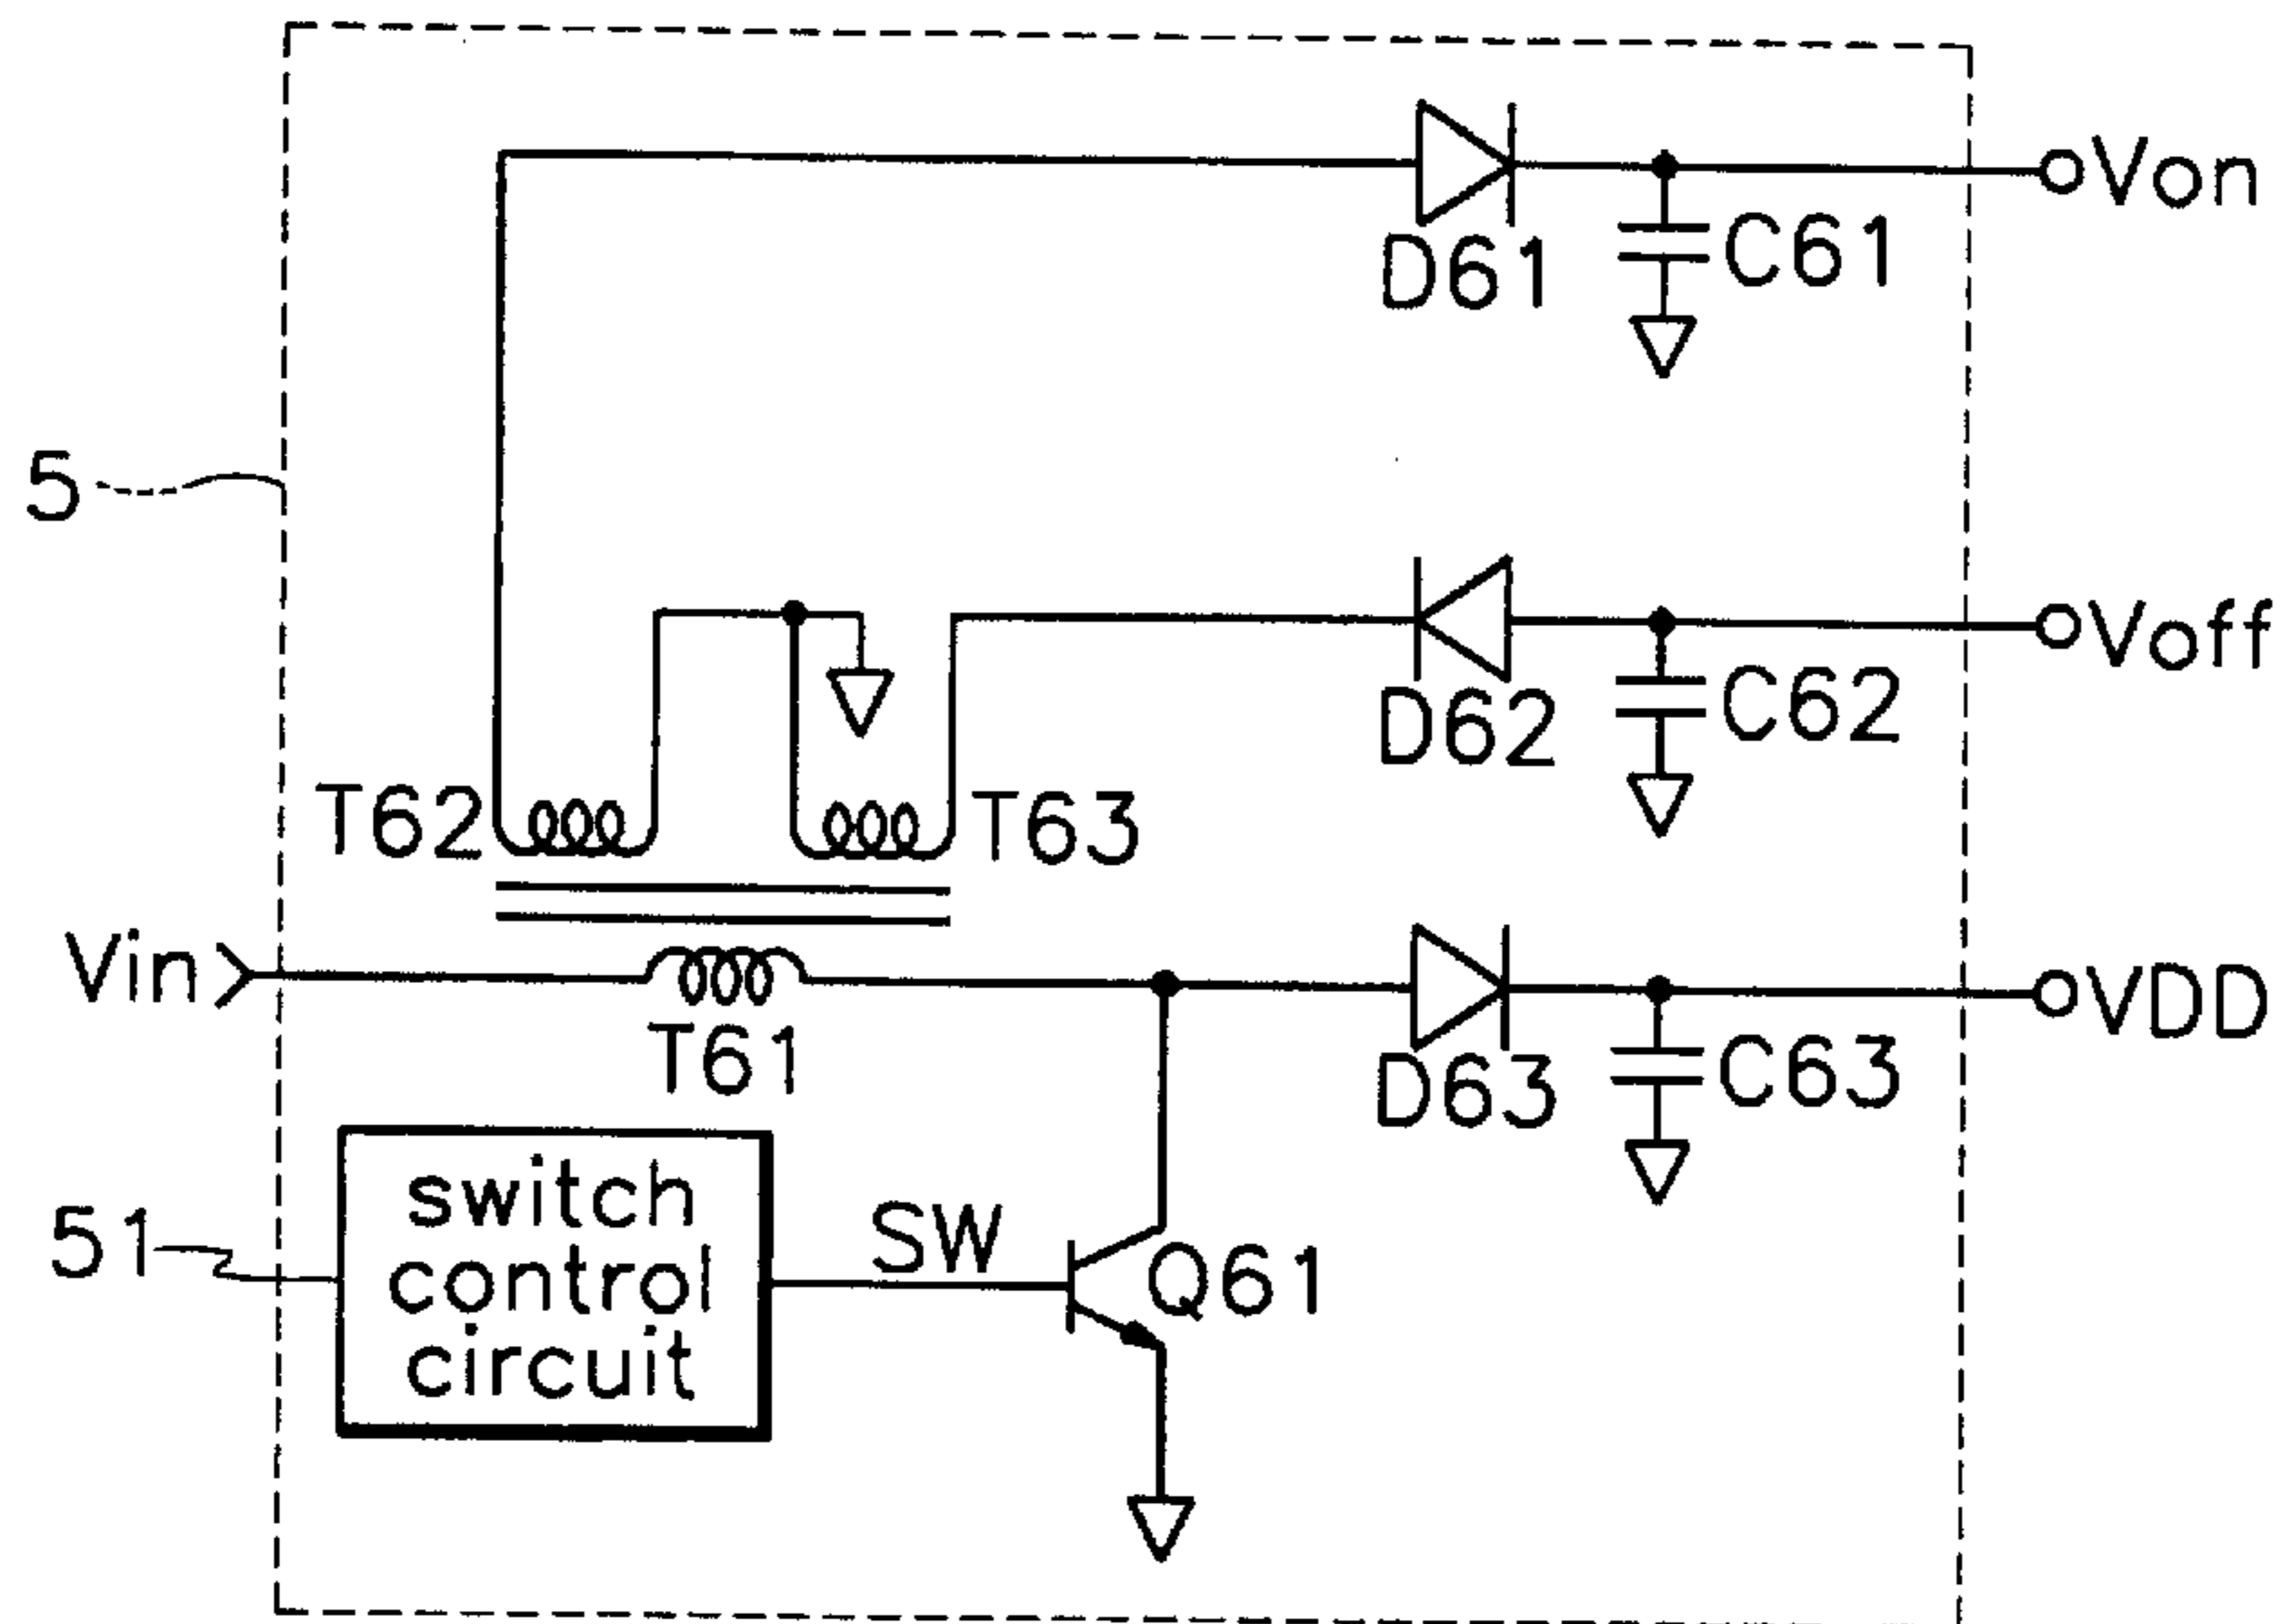 Von
D61
C61
5
Voff
D62
C62
T62
T63
Vin
VDD
T61
D63
C63
switch
control
circuit
51
SW
Q61